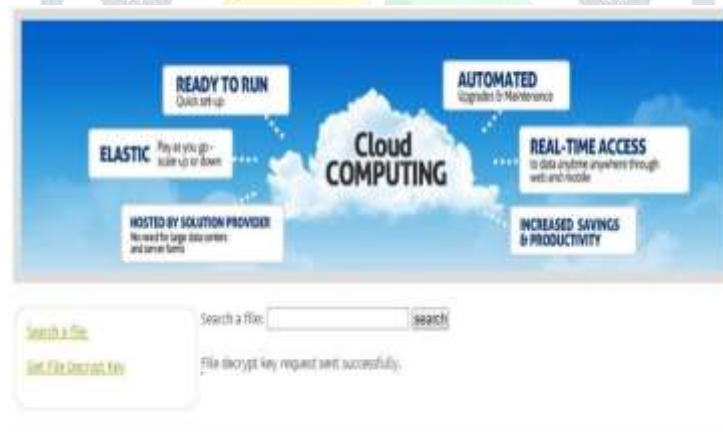 READY TO RUN
Quick set-up
AUTOMATED
Upgrades & Maintenance
ELASTIC Pay at you go -
scale up or down
Cloud
COMPUTING
REAL-TIME ACCESS
to data anytime anywhere through
web and mobile
HOSTED BY SOLUTION PROVIDER
No need for large data centers
and server farms
INCREASED SAVINGS
& PRODUCTIVITY
Search a file: search
Search a file
Get File Decrypt Key
File decrypt key request sent successfully.